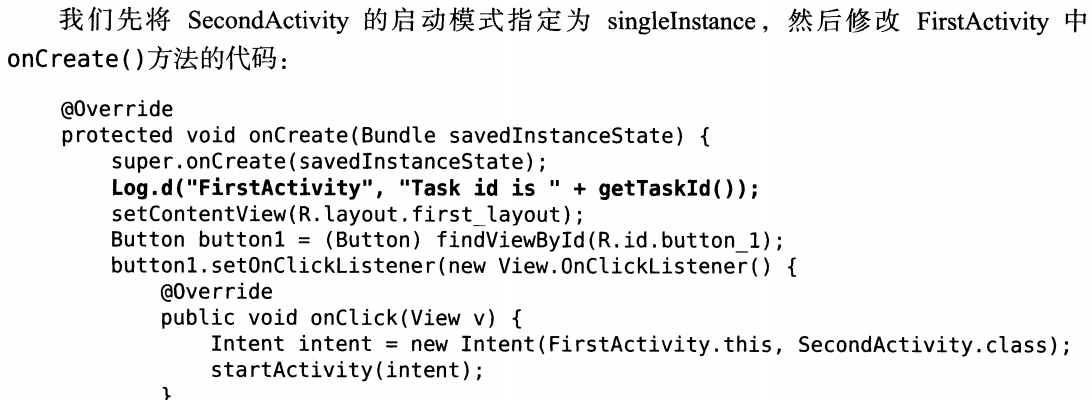 我们先将 SecondActivity 的启动模式指定为 singleInstance，然后修改 FirstActivity 中
onCreate()方法的代码：
@Override
protected void onCreate(Bundle savedInstanceState) {
    super.onCreate(savedInstanceState);
    Log.d("FirstActivity", "Task id is " + getTaskId());
    setContentView(R.layout.first_layout);
    Button button1 = (Button) findViewById(R.id.button_1);
    button1.setOnClickListener(new View.OnClickListener() {
        @Override
        public void onClick(View v) {
            Intent intent = new Intent(FirstActivity.this, SecondActivity.class);
            startActivity(intent);
        }